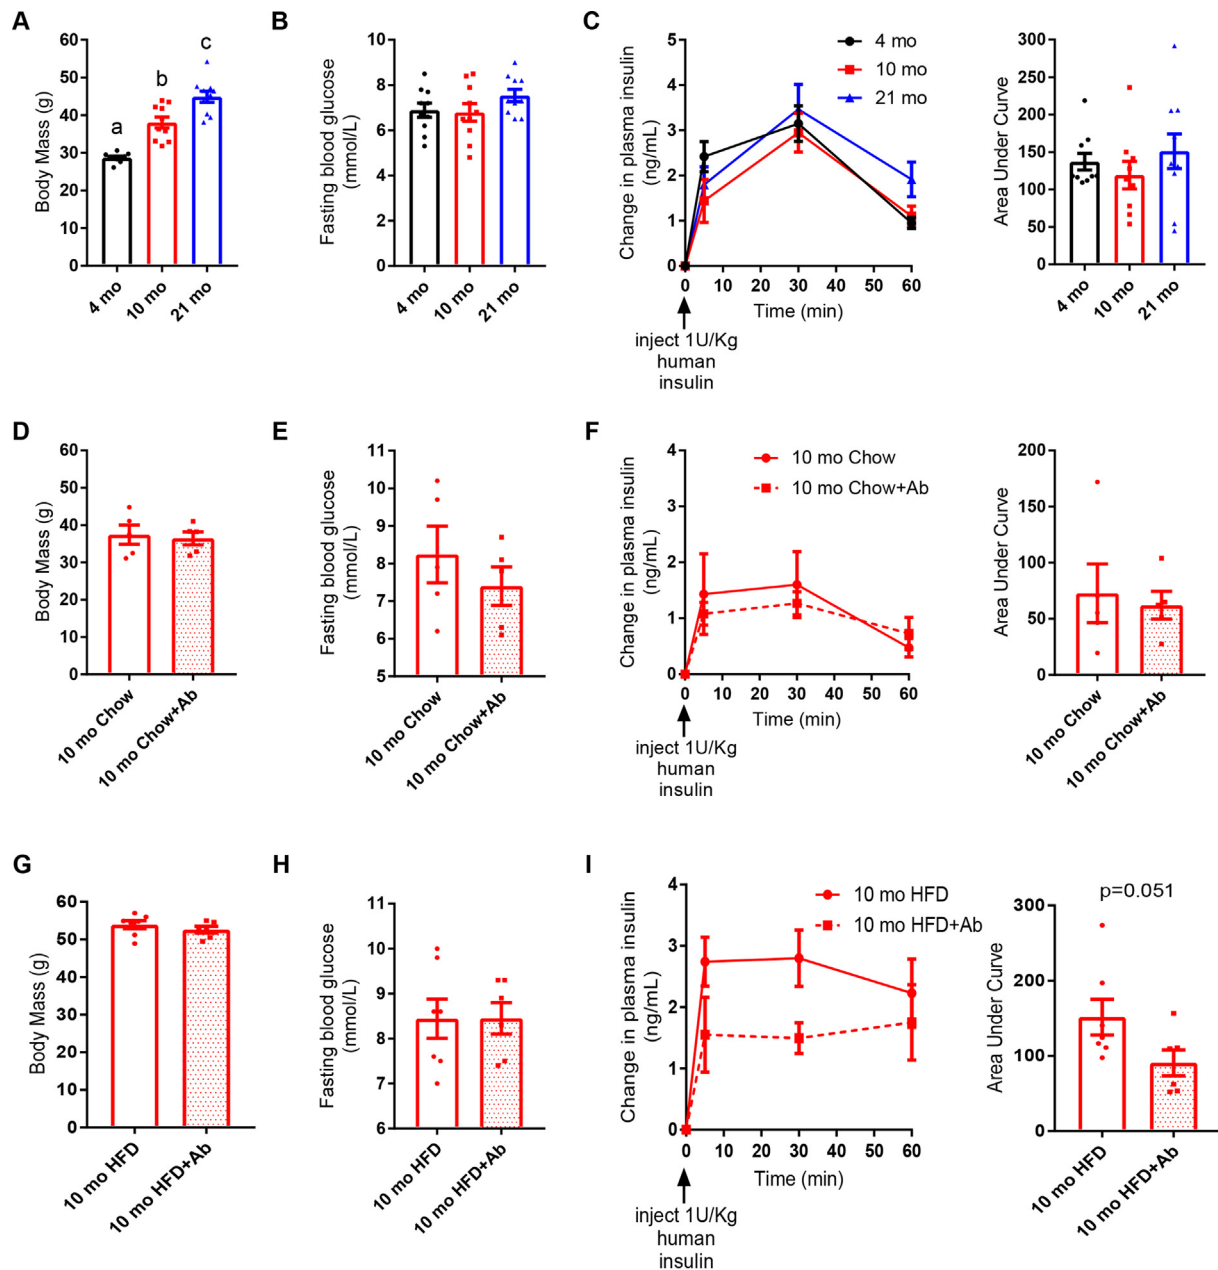 A
Body Mass (g)
60
50
40
30
20
10
0
a
b
c
4 mo
10 mo
21 mo
B
Fasting blood glucose
(mmol/L)
10
8
6
4
2
0
4 mo
10 mo
21 mo
C
Change in plasma insulin
(ng/mL)
5
4
3
2
1
0
4 mo
10 mo
21 mo
0 10 20 30 40 50 60
Time (min)
inject 1U/Kg
human
insulin
Area Under Curve
300
250
200
150
100
50
0
4 mo
10 mo
21 mo
D
Body Mass (g)
60
50
40
30
20
10
0
10 mo Chow
10 mo Chow+Ab
E
Fasting blood glucose
(mmol/L)
11
10
9
8
7
6
5
10 mo Chow
10 mo Chow+Ab
F
Change in plasma insulin
(ng/mL)
4
3
2
1
0
10 mo Chow
10 mo Chow+Ab
0 10 20 30 40 50 60
Time (min)
inject 1U/Kg
human
insulin
Area Under Curve
200
150
100
50
0
10 mo Chow
10 mo Chow+Ab
G
Body Mass (g)
60
50
40
30
20
10
0
10 mo HFD
10 mo HFD+Ab
H
Fasting blood glucose
(mmol/L)
11
10
9
8
7
6
10 mo HFD
10 mo HFD+Ab
I
Change in plasma insulin
(ng/mL)
4
3
2
1
0
10 mo HFD
10 mo HFD+Ab
0 10 20 30 40 50 60
Time (min)
inject 1U/Kg
human
insulin
p=0.051
Area Under Curve
300
200
100
0
10 mo HFD
10 mo HFD+Ab